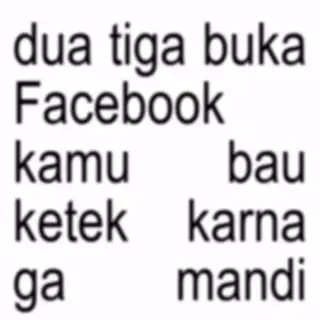 dua tiga buka
Facebook
kamu bau
ketek karna
ga mandi